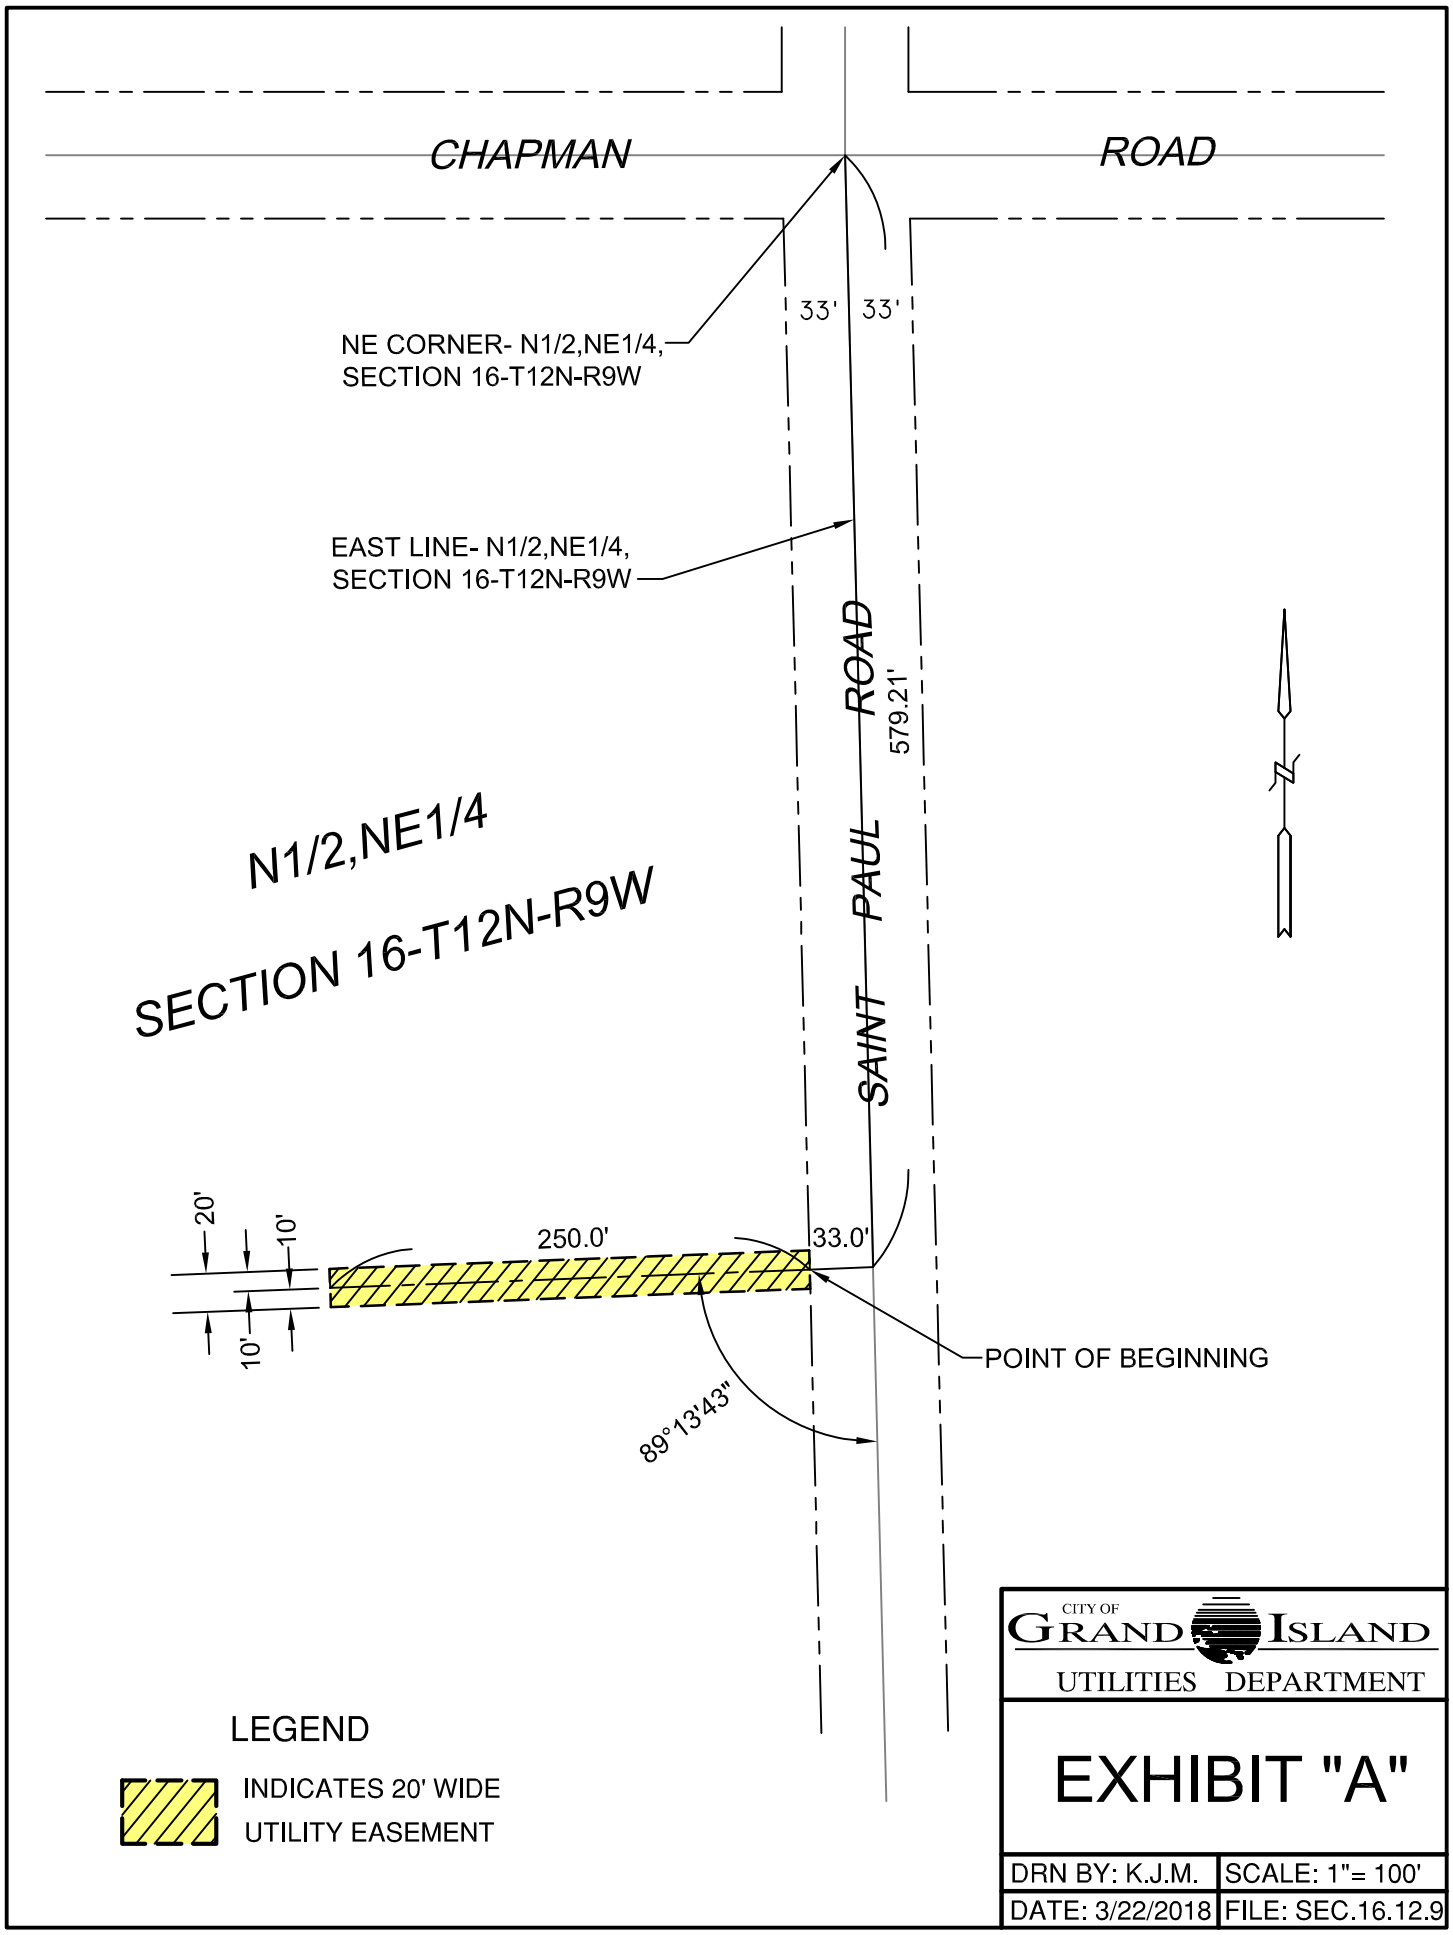 CHAPMAN ROAD
33' 33'
NE CORNER- N1/2,NE1/4,
SECTION 16-T12N-R9W
EAST LINE- N1/2,NE1/4,
SECTION 16-T12N-R9W
SAINT PAUL ROAD
579.21'
N
N1/2,NE1/4
SECTION 16-T12N-R9W
20'
10'
10'
250.0'
33.0'
POINT OF BEGINNING
89°13'43"
LEGEND
INDICATES 20' WIDE
UTILITY EASEMENT
CITY OF
GRAND ISLAND
UTILITIES DEPARTMENT
EXHIBIT "A"
DRN BY: K.J.M.
SCALE: 1"= 100'
DATE: 3/22/2018
FILE: SEC.16.12.9